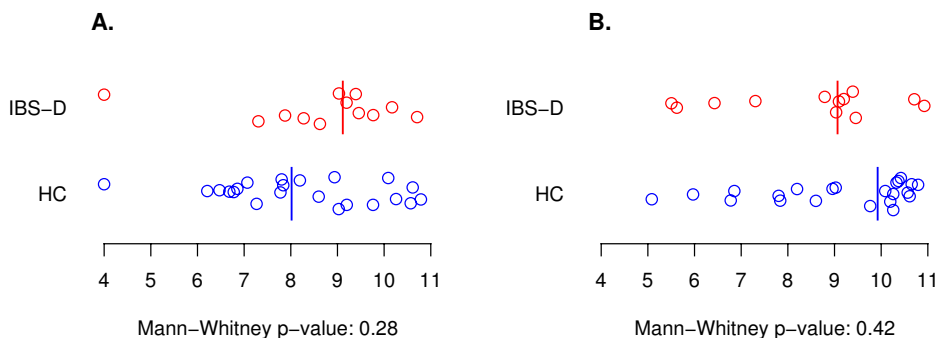 A.
IBS−D
HC
4 5 6 7 8 9 10 11
Mann−Whitney p−value: 0.28
B.
IBS−D
HC
4 5 6 7 8 9 10 11
Mann−Whitney p−value: 0.42